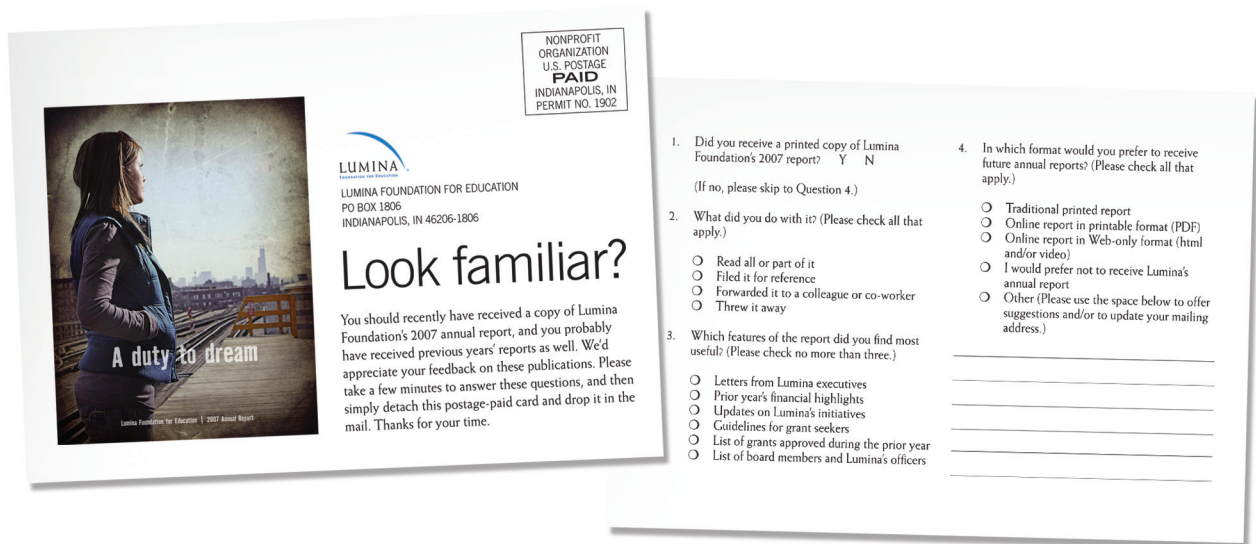 NONPROFIT
ORGANIZATION
U.S. POSTAGE
PAID
INDIANAPOLIS, IN
PERMIT NO. 1902
LUMINA
FOUNDATION FOR EDUCATION
LUMINA FOUNDATION FOR EDUCATION
PO BOX 1806
INDIANAPOLIS, IN 46206-1806
Look familiar?
You should recently have received a copy of Lumina
Foundation's 2007 annual report, and you probably
have received previous years' reports as well. We'd
appreciate your feedback on these publications. Please
take a few minutes to answer these questions, and then
simply detach this postage-paid card and drop it in the
mail. Thanks for your time.
A duty to dream
Lumina Foundation for Education | 2007 Annual Report
1. Did you receive a printed copy of Lumina
Foundation's 2007 report? Y N
(If no, please skip to Question 4.)
2. What did you do with it? (Please check all that
apply.)
Read all or part of it
Filed it for reference
Forwarded it to a colleague or co-worker
Threw it away
3. Which features of the report did you find most
useful? (Please check no more than three.)
Letters from Lumina executives
Prior year's financial highlights
Updates on Lumina's initiatives
Guidelines for grant seekers
List of grants approved during the prior year
List of board members and Lumina's officers
4. In which format would you prefer to receive
future annual reports? (Please check all that
apply.)
Traditional printed report
Online report in printable format (PDF)
Online report in Web-only format (html
and/or video)
I would prefer not to receive Lumina's
annual report
Other (Please use the space below to offer
suggestions and/or to update your mailing
address.)